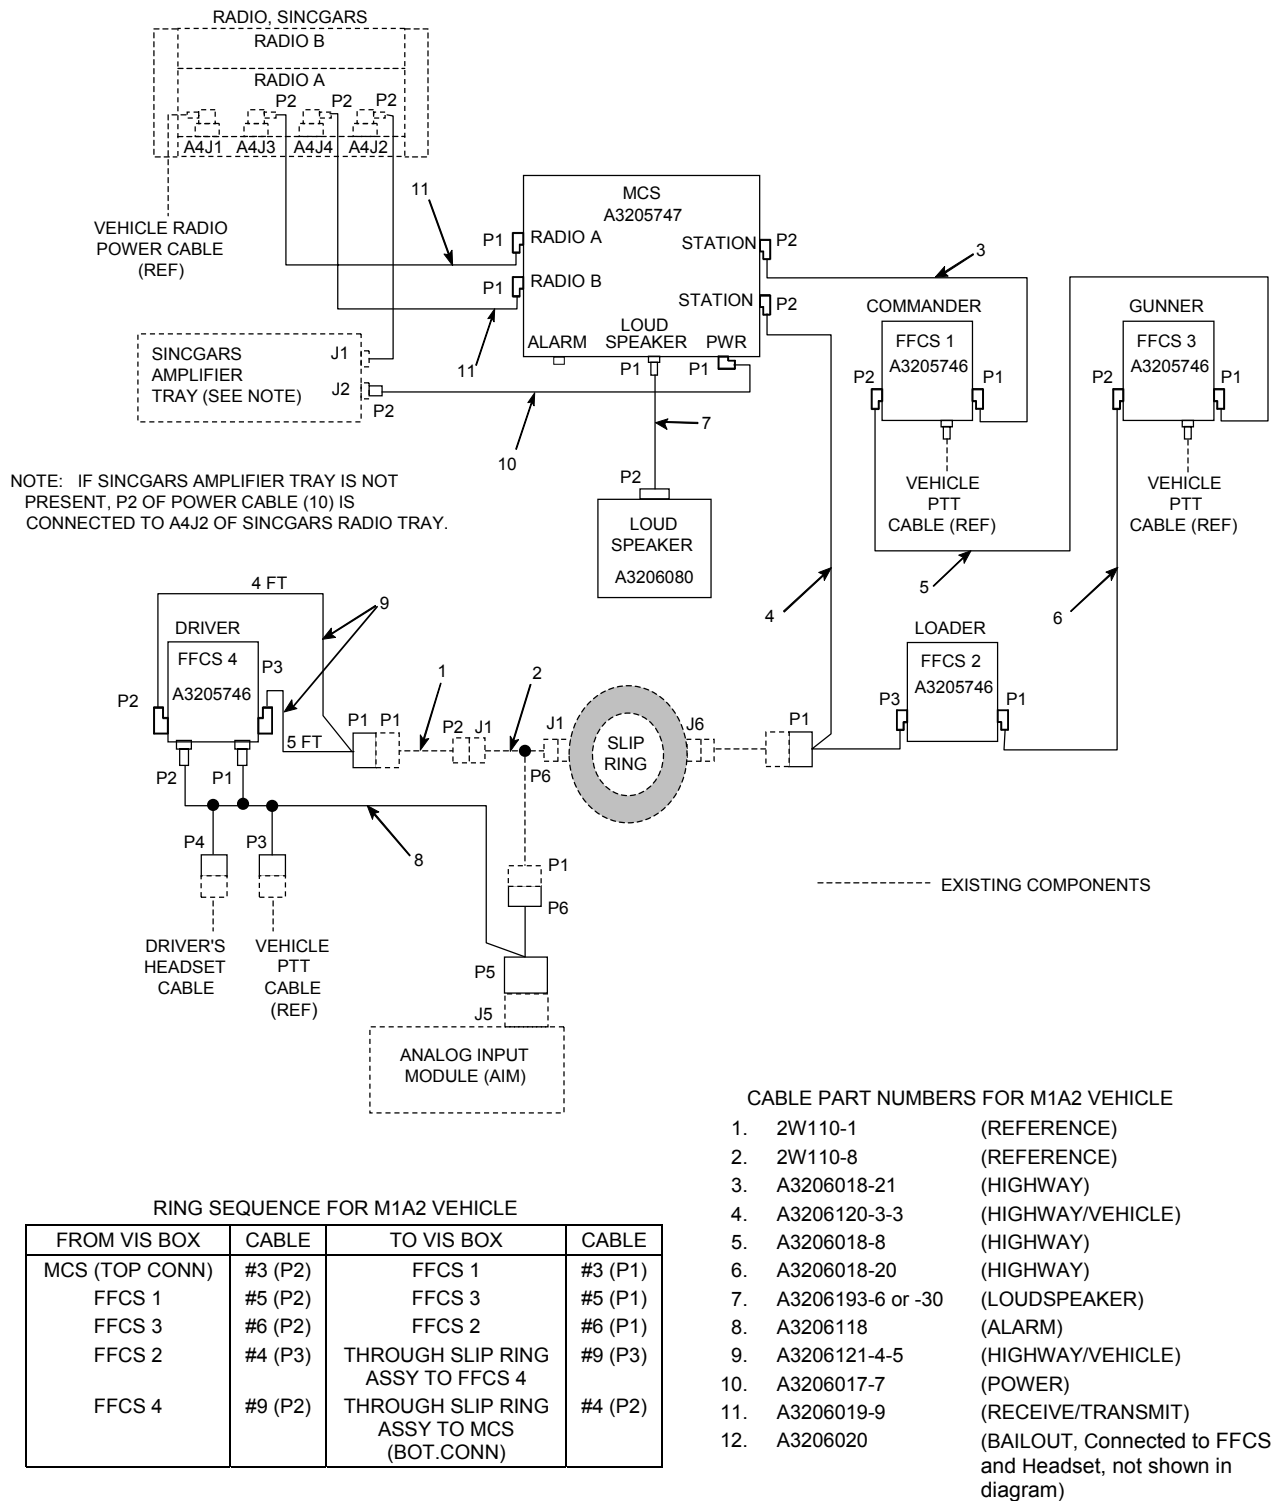 RADIO, SINCGARS
RADIO B
RADIO A
P2
P2
P2
A4J1
A4J3
A4J4
A4J2
VEHICLE RADIO
POWER CABLE
(REF)
11
MCS
A3205747
P1
RADIO A
STATION
P2
P1
RADIO B
STATION
P2
LOUD
ALARM
SPEAKER
PWR
P1
P1
11
3
SINCGARS
AMPLIFIER
TRAY (SEE NOTE)
J1
J2
P2
10
7
COMMANDER
FFCS 1
A3205746
P2
P1
VEHICLE
PTT
CABLE (REF)
GUNNER
FFCS 3
A3205746
P2
P1
VEHICLE
PTT
CABLE (REF)
NOTE: IF SINCGARS AMPLIFIER TRAY IS NOT
PRESENT, P2 OF POWER CABLE (10) IS
CONNECTED TO A4J2 OF SINCGARS RADIO TRAY.
P2
LOUD
SPEAKER
A3206080
4
5
6
4 FT
9
DRIVER
FFCS 4
A3205746
P3
P2
5 FT
P1
P1
1
P2
J1
2
J1
P6
SLIP
RING
J6
P1
LOADER
FFCS 2
A3205746
P3
P1
P2
P1
P4
P3
8
DRIVER'S
HEADSET
CABLE
VEHICLE
PTT
CABLE
(REF)
P1
P6
P5
J5
ANALOG INPUT
MODULE (AIM)
EXISTING COMPONENTS
RING SEQUENCE FOR M1A2 VEHICLE
FROM VIS BOX CABLE TO VIS BOX CABLE
MCS (TOP CONN) #3 (P2) FFCS 1 #3 (P1)
FFCS 1 #5 (P2) FFCS 3 #5 (P1)
FFCS 3 #6 (P2) FFCS 2 #6 (P1)
FFCS 2 #4 (P3) THROUGH SLIP RING #9 (P3)
ASSY TO FFCS 4
FFCS 4 #9 (P2) THROUGH SLIP RING #4 (P2)
ASSY TO MCS
(BOT.CONN)
CABLE PART NUMBERS FOR M1A2 VEHICLE
1. 2W110-1 (REFERENCE)
2. 2W110-8 (REFERENCE)
3. A3206018-21 (HIGHWAY)
4. A3206120-3-3 (HIGHWAY/VEHICLE)
5. A3206018-8 (HIGHWAY)
6. A3206018-20 (HIGHWAY)
7. A3206193-6 or -30 (LOUDSPEAKER)
8. A3206118 (ALARM)
9. A3206121-4-5 (HIGHWAY/VEHICLE)
10. A3206017-7 (POWER)
11. A3206019-9 (RECEIVE/TRANSMIT)
12. A3206020 (BAILOUT, Connected to FFCS
and Headset, not shown in
diagram)